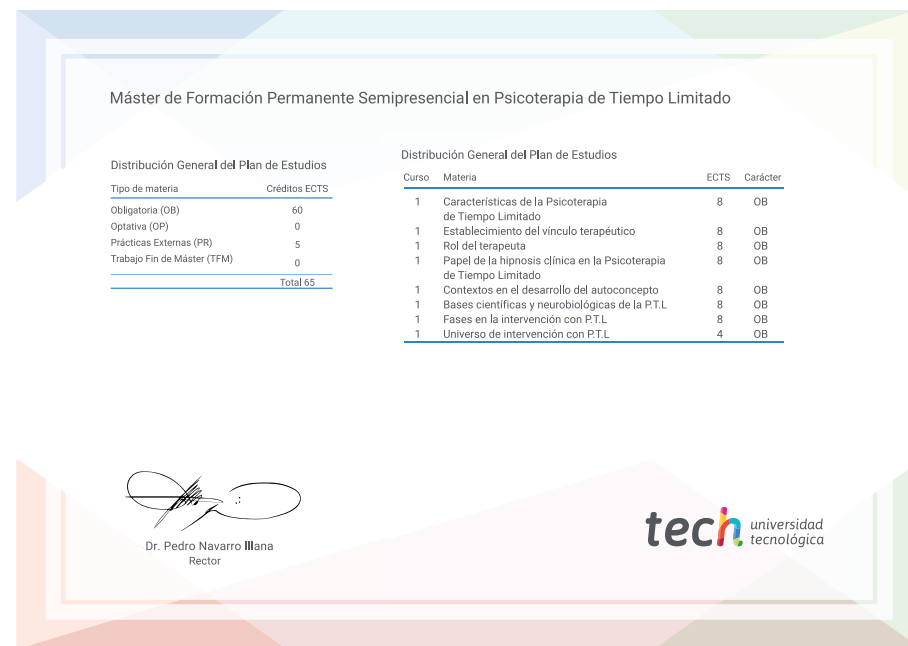 Máster de Formación Permanente Semipresencial en Psicoterapia de Tiempo Limitado
Distribución General del Plan de Estudios
Tipo de materia Créditos ECTS
Obligatoria (OB) 60
Optativa (OP) 0
Prácticas Externas (PR) 5
Trabajo Fin de Máster (TFM) 0
Total 65
Distribución General del Plan de Estudios
Curso Materia ECTS Carácter
1 Características de la Psicoterapia 8 OB
de Tiempo Limitado
1 Establecimiento del vínculo terapéutico 8 OB
1 Rol del terapeuta 8 OB
1 Papel de la hipnosis clínica en la Psicoterapia 8 OB
de Tiempo Limitado
1 Contextos en el desarrollo del autoconcepto 8 OB
1 Bases científicas y neurobiológicas de la P.T.L 8 OB
1 Fases en la intervención con P.T.L 8 OB
1 Universo de intervención con P.T.L 4 OB
Dr. Pedro Navarro Illana
Rector
tech universidad
tecnológica